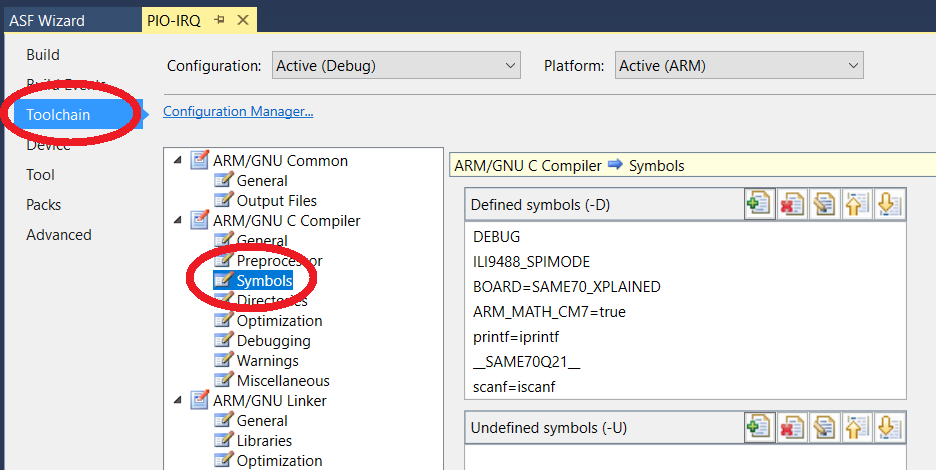 ASF Wizard
PIO-IRQ
Build
Build Events
Toolchain
Device
Tool
Packs
Advanced
Configuration: Active (Debug) Platform: Active (ARM)
Configuration Manager...
ARM/GNU Common
General
Output Files
ARM/GNU C Compiler
General
Preprocessor
Symbols
Directories
Optimization
Debugging
Warnings
Miscellaneous
ARM/GNU Linker
General
Libraries
Optimization
ARM/GNU C Compiler Symbols
Defined symbols (-D)
DEBUG
ILI9488_SPIMODE
BOARD=SAME70_XPLAINED
ARM_MATH_CM7=true
printf=iprintf
__SAME70Q21__
scanf=iscanf
Undefined symbols (-U)